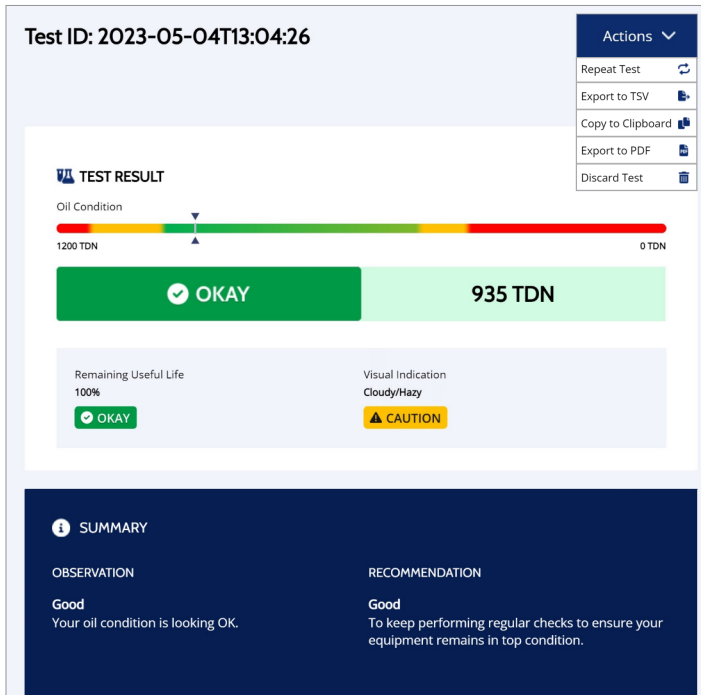 Test ID: 2023-05-04T13:04:26
Actions
Repeat Test
Export to TSV
Copy to Clipboard
Export to PDF
Discard Test
TEST RESULT
Oil Condition
1200 TDN
0 TDN
OKAY
935 TDN
Remaining Useful Life
100%
OKAY
Visual Indication
Cloudy/Hazy
CAUTION
SUMMARY
OBSERVATION
Good
Your oil condition is looking OK.
RECOMMENDATION
Good
To keep performing regular checks to ensure your
equipment remains in top condition.